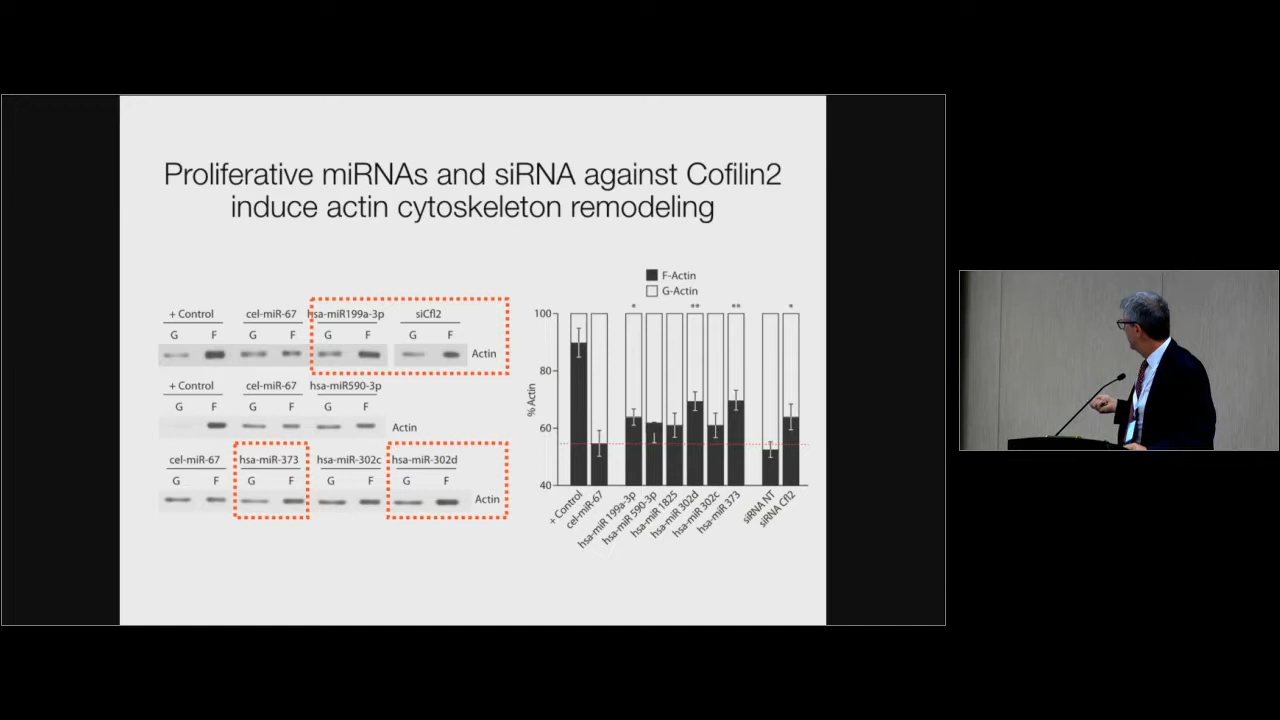 Proliferative miRNAs and siRNA against Cofilin2
induce actin cytoskeleton remodeling
+ Control cel-miR-67 hsa-miR199a-3p siCfl2
G F G F G F G F
Actin
+ Control cel-miR-67 hsa-miR590-3p
G F G F G F
Actin
cel-miR-67 hsa-miR-373 hsa-miR-302c hsa-miR-302d
G F G F G F G F
Actin
F-Actin
G-Actin
* ** ** *
100
80
60
40
% Actin
+ Control
cel-miR-67
hsa-miR 199a-3p
hsa-miR 590-3p
hsa-miR 1825
hsa-miR 302d
hsa-miR 302c
hsa-miR 373
siRNA NT
siRNA Cfl2